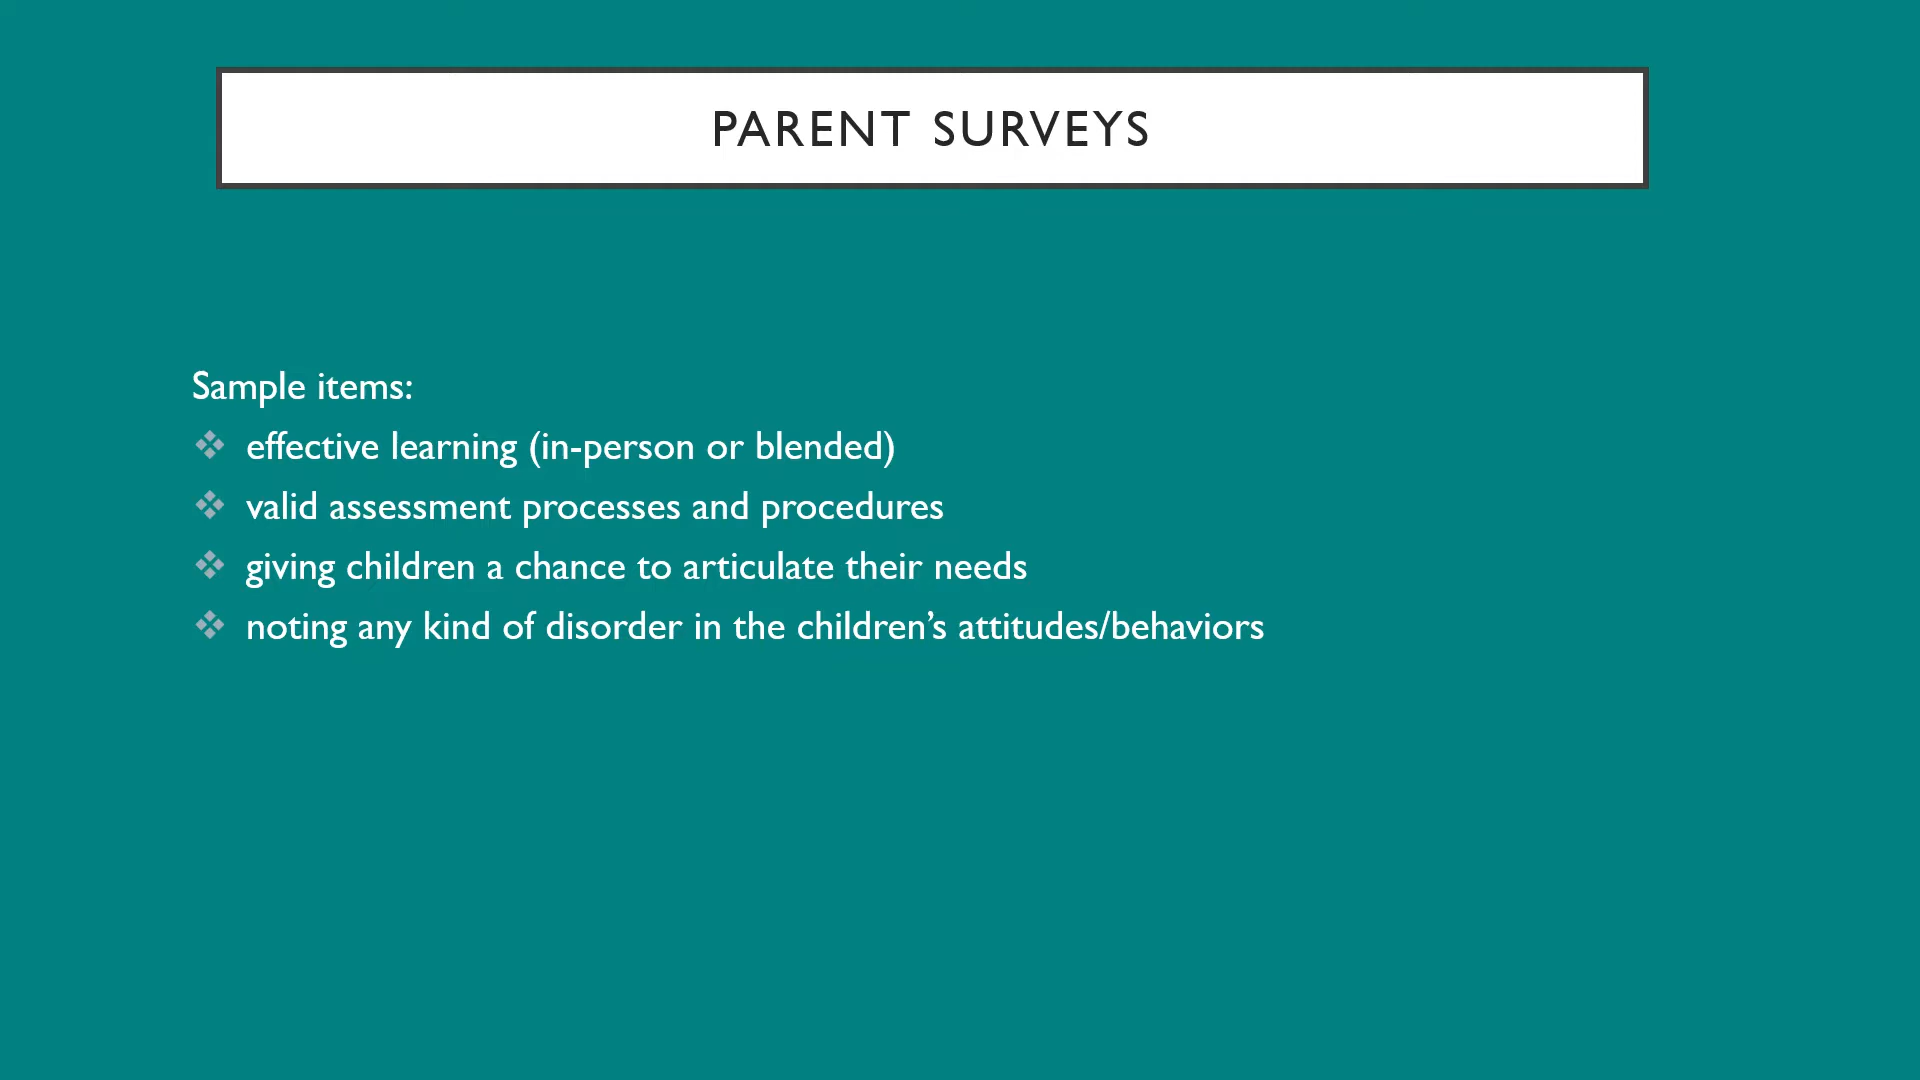 PARENT SURVEYS
Sample items:
❖ effective learning (in-person or blended)
❖ valid assessment processes and procedures
❖ giving children a chance to articulate their needs
❖ noting any kind of disorder in the children’s attitudes/behaviors